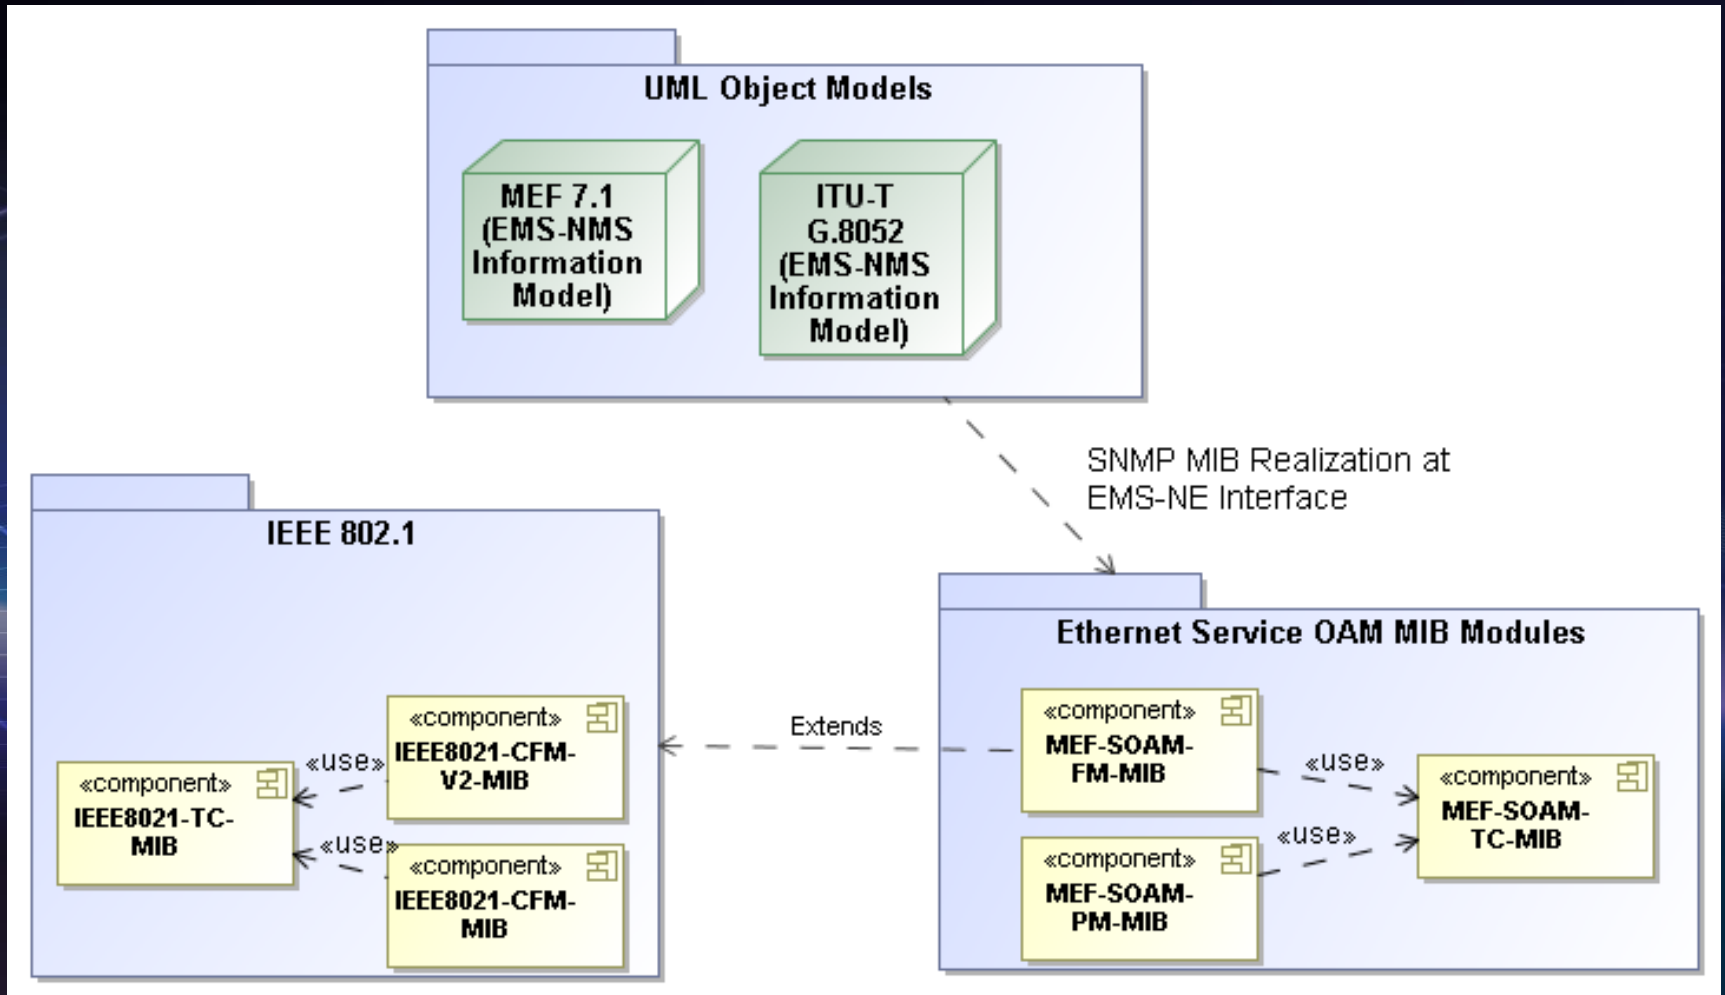 UML Object Models
MEF 7.1
(EMS-NMS
Information
Model)
ITU-T
G.8052
(EMS-NMS
Information
Model)
SNMP MIB Realization at
EMS-NE Interface
IEEE 802.1
«component»
IEEE8021-TC-
MIB
«use»
«use»
«component»
IEEE8021-CFM-
V2-MIB
«component»
IEEE8021-CFM-
MIB
Extends
Ethernet Service OAM MIB Modules
«component»
MEF-SOAM-
FM-MIB
«component»
MEF-SOAM-
PM-MIB
«use»
«use»
«component»
MEF-SOAM-
TC-MIB